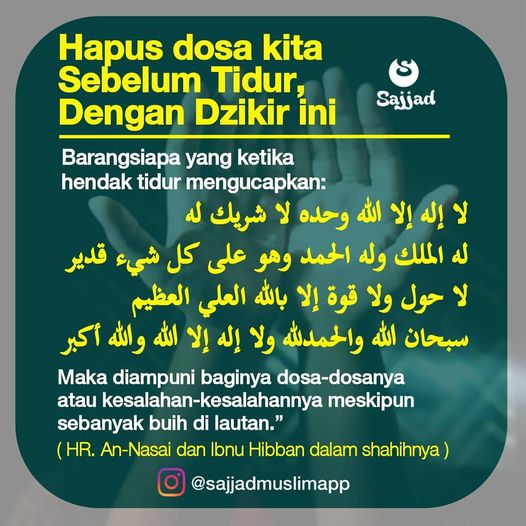 Hapus dosa kita
Sebelum Tidur,
Dengan Dzikir ini
Sajjad
Barangsiapa yang ketika
hendak tidur mengucapkan:
لا إله إلا الله وحده لا شريك له
له الملك وله الحمد وهو على كل شيء قدير
لا حول ولا قوة إلا بالله العلي العظيم
سبحان الله والحمدلله ولا إله إلا الله والله أكبر
Maka diampuni baginya dosa-dosanya
atau kesalahan-kesalahannya meskipun
sebanyak buih di lautan.”
( HR. An-Nasai dan Ibnu Hibban dalam shahihnya )
@sajjadmuslimapp